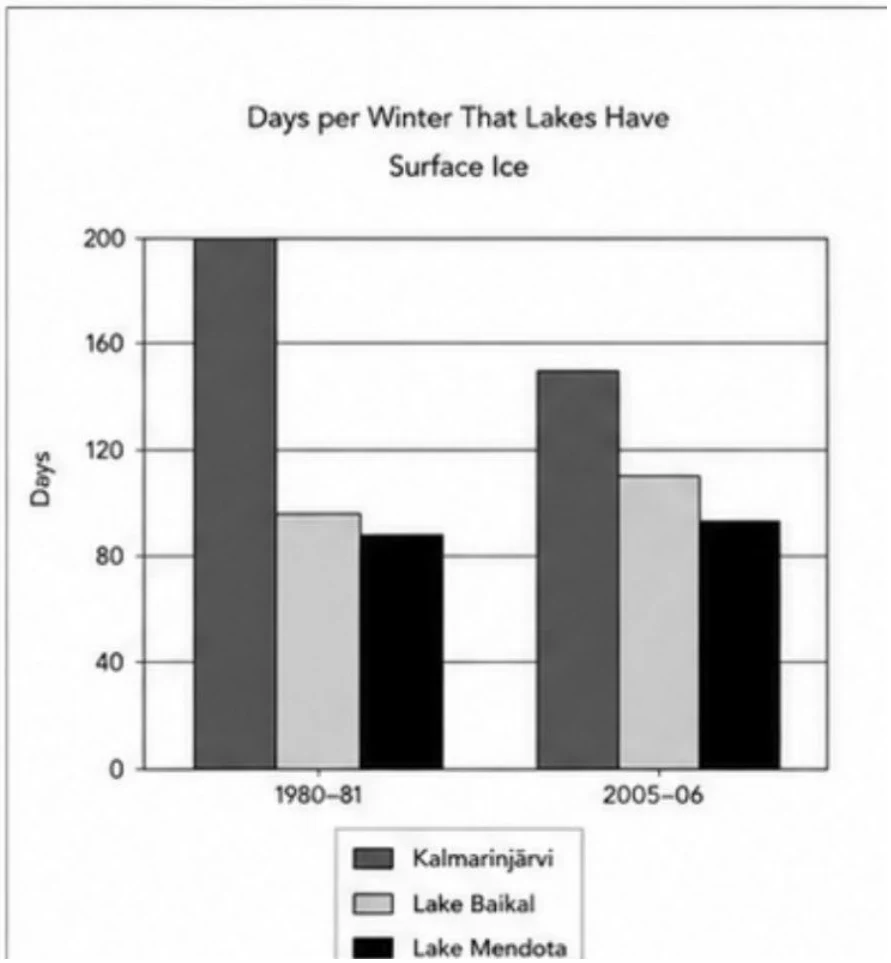 Days per Winter That Lakes Have
Surface Ice
200
160
120
80
40
0
Days
1980–81
2005–06
Kalmarinjärvi
Lake Baikal
Lake Mendota